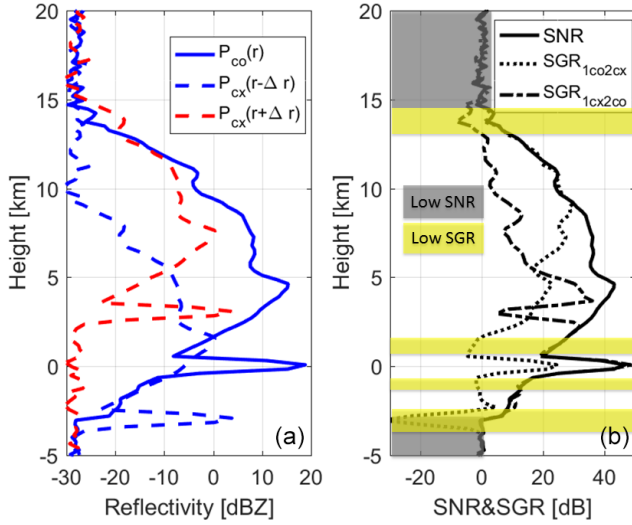 20
15
10
5
0
-5
Height [km]
-30
-20
-10
0
10
20
Reflectivity [dBZ]
P_co(r)
P_cx(r-Δ r)
P_cx(r+Δ r)
(a)
20
15
10
5
0
-5
Height [km]
-20
0
20
40
SNR&SGR [dB]
SNR
SGR_1co2cx
SGR_1cx2co
Low SNR
Low SGR
(b)